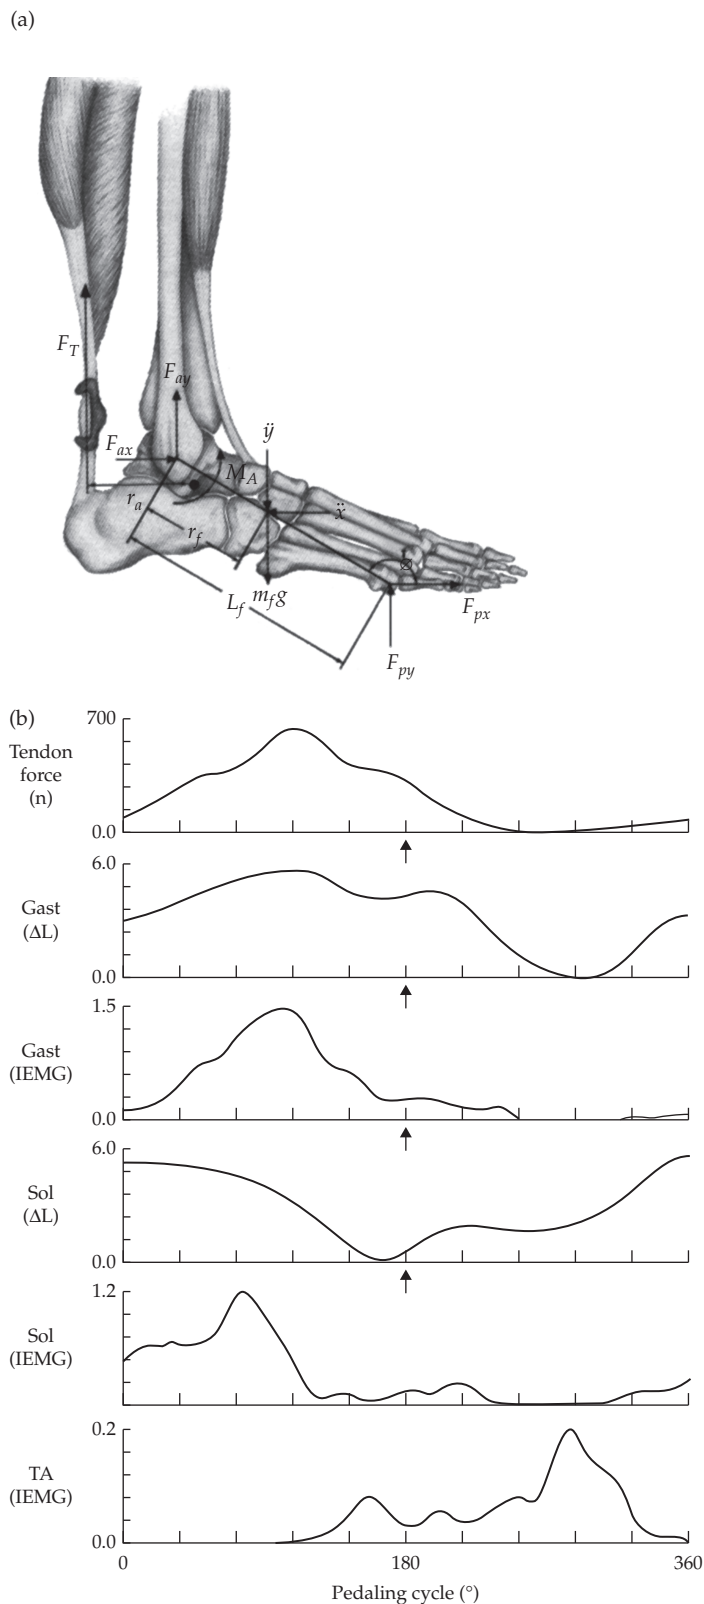 (a)
F_T
F_ay
F_ax
ÿ
M_A
r_a
ẍ
r_f
m_f g
L_f
F_px
F_py
(b)
700
Tendon
force
(n)
0.0
6.0
Gast
(ΔL)
0.0
1.5
Gast
(IEMG)
0.0
6.0
Sol
(ΔL)
0.0
1.2
Sol
(IEMG)
0.2
TA
(IEMG)
0.0
0 180 360
Pedaling cycle (°)